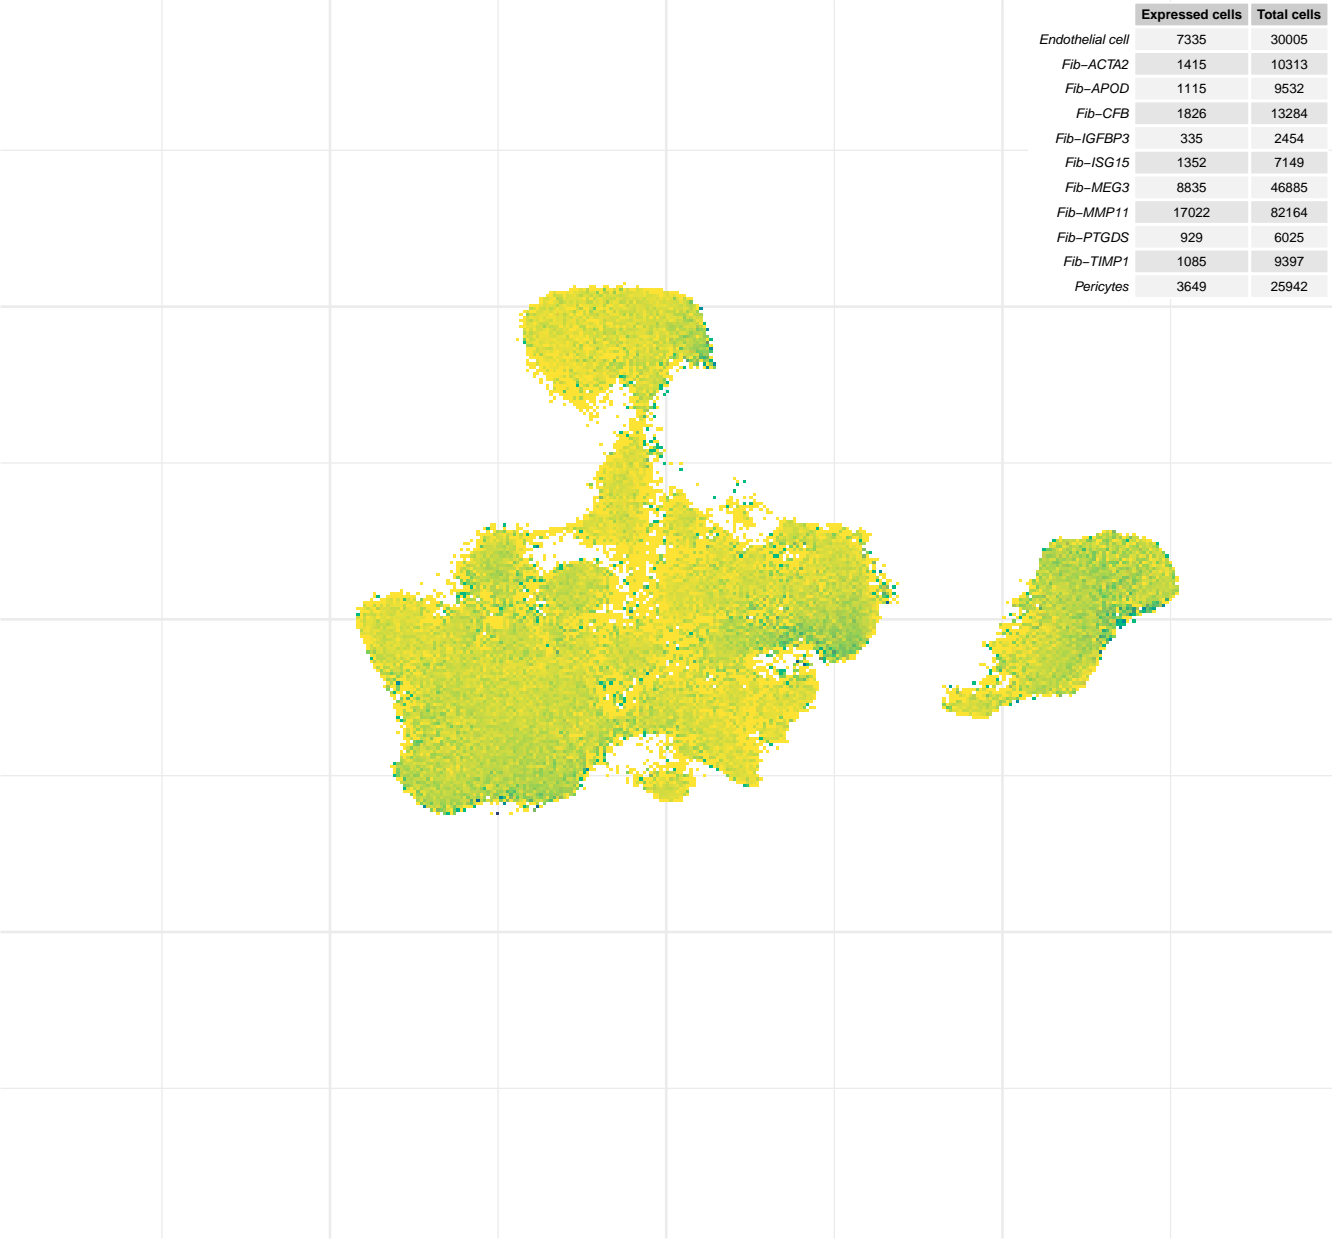 Expressed cells Total cells
Endothelial cell 7335 30005
Fib−ACTA2 1415 10313
Fib−APOD 1115 9532
Fib−CFB 1826 13284
Fib−IGFBP3 335 2454
Fib−ISG15 1352 7149
Fib−MEG3 8835 46885
Fib−MMP11 17022 82164
Fib−PTGDS 929 6025
Fib−TIMP1 1085 9397
Pericytes 3649 25942